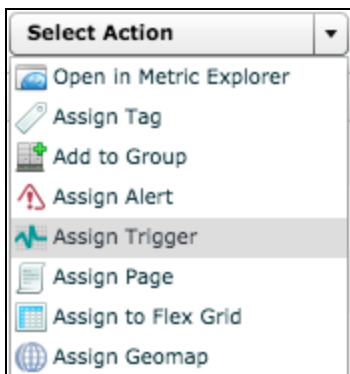 Select Action
Open in Metric Explorer
Assign Tag
Add to Group
Assign Alert
Assign Trigger
Assign Page
Assign to Flex Grid
Assign Geomap